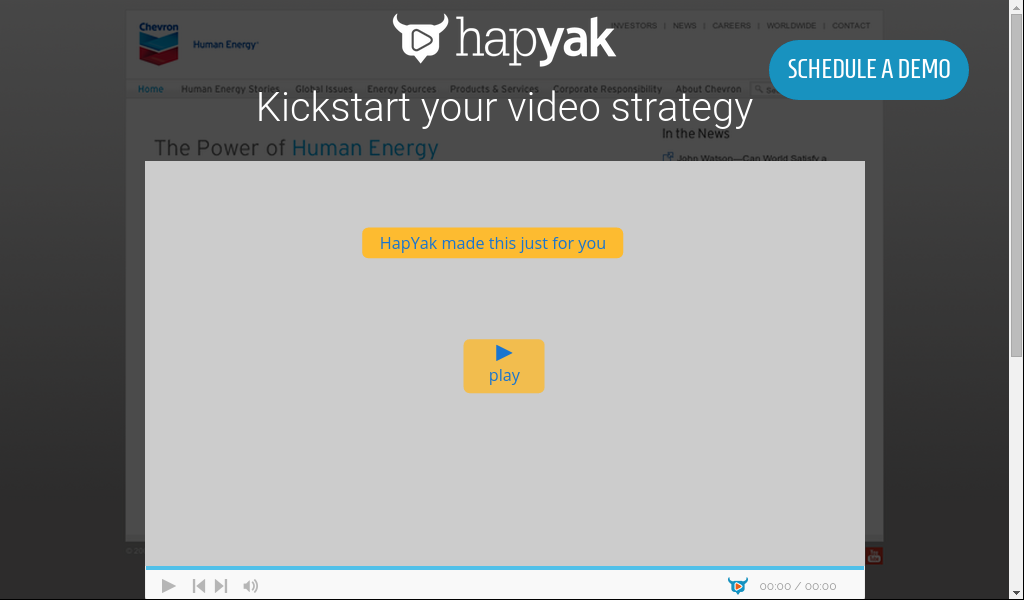 Chevron
Human Energy
INVESTORS | NEWS | CAREERS | WORLDWIDE | CONTACT
hapyak
SCHEDULE A DEMO
Home Human Energy Stories Global Issues Energy Sources Products & Services Corporate Responsibility About Chevron
Kickstart your video strategy
In the News
The Power of Human Energy
John Watson—Can World Satisfy a
HapYak made this just for you
play
You
Tube
00:00 / 00:00